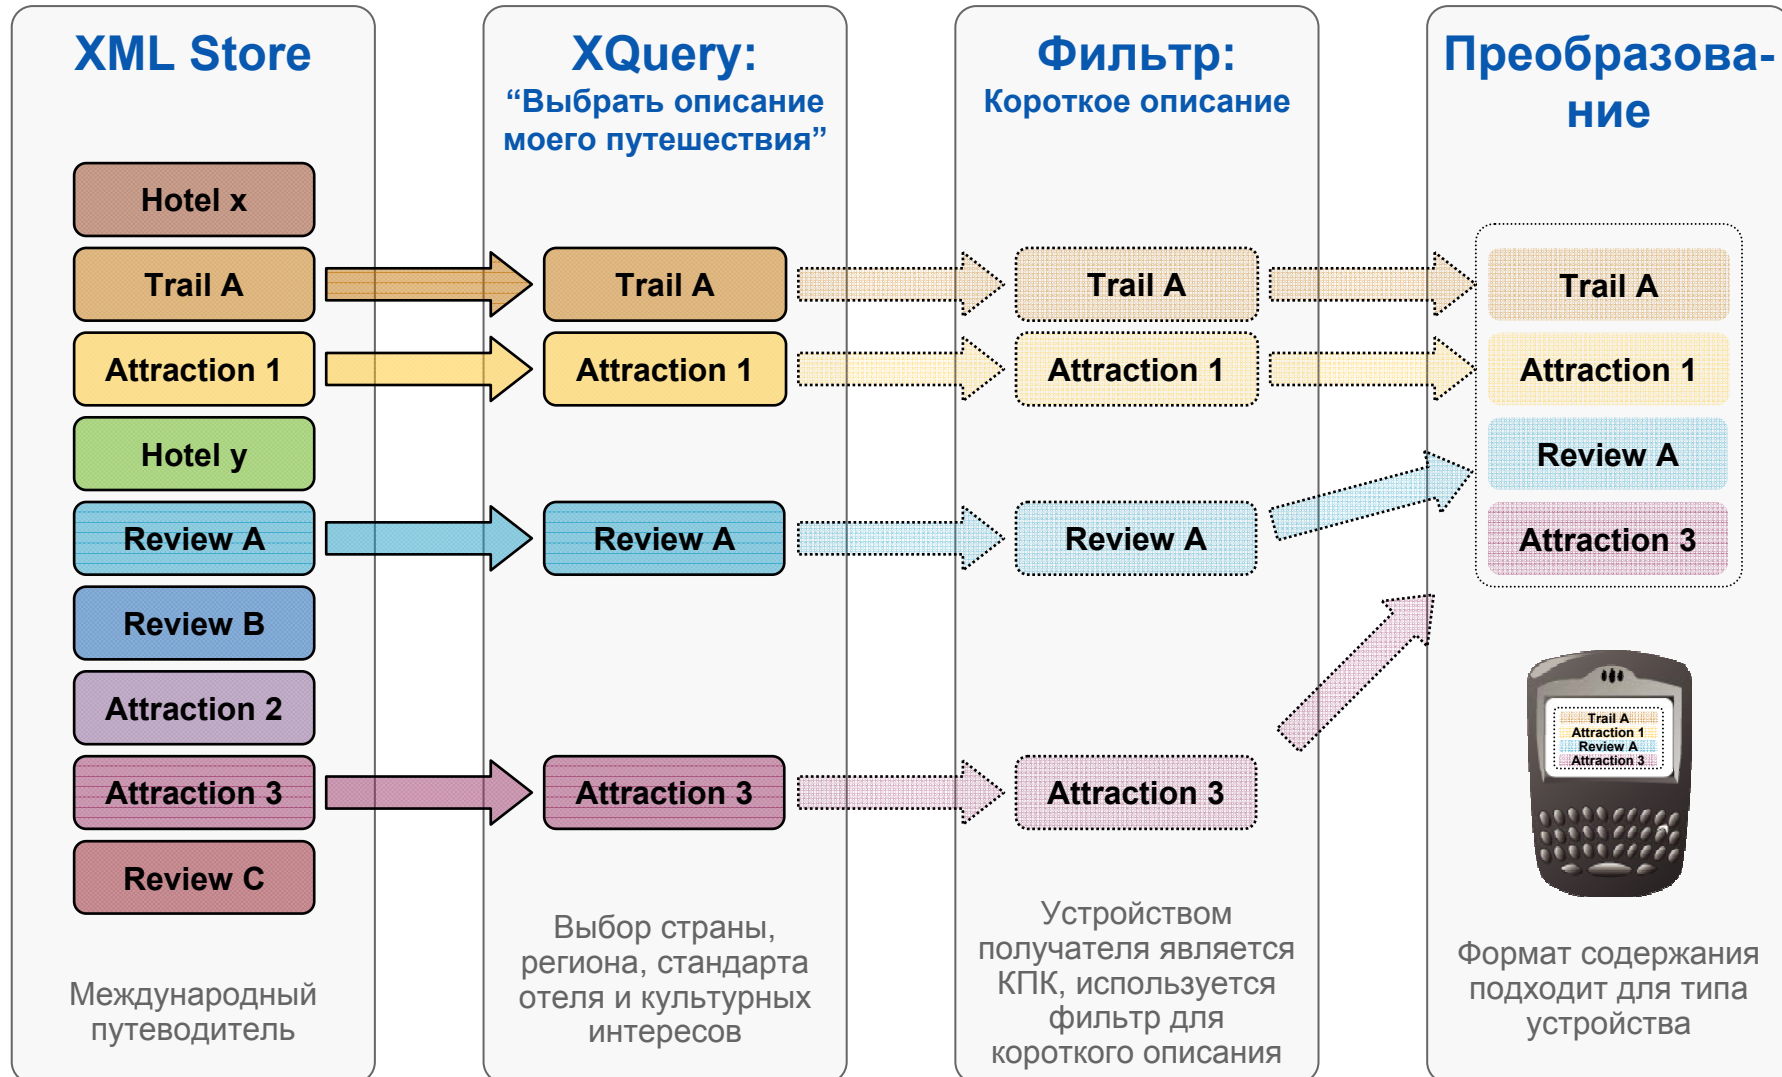 XML Store
Hotel x
Trail A
Attraction 1
Hotel y
Review A
Review B
Attraction 2
Attraction 3
Review C
Международный
путеводитель
XQuery:
“Выбрать описание
моего путешествия”
Trail A
Attraction 1
Review A
Attraction 3
Выбор страны,
региона, стандарта
отеля и культурных
интересов
Фильтр:
Короткое описание
Trail A
Attraction 1
Review A
Attraction 3
Устройством
получателя является
КПК, используется
фильтр для
короткого описания
Преобразова-
ние
Trail A
Attraction 1
Review A
Attraction 3
Trail A
Attraction 1
Review A
Attraction 3
Формат содержания
подходит для типа
устройства